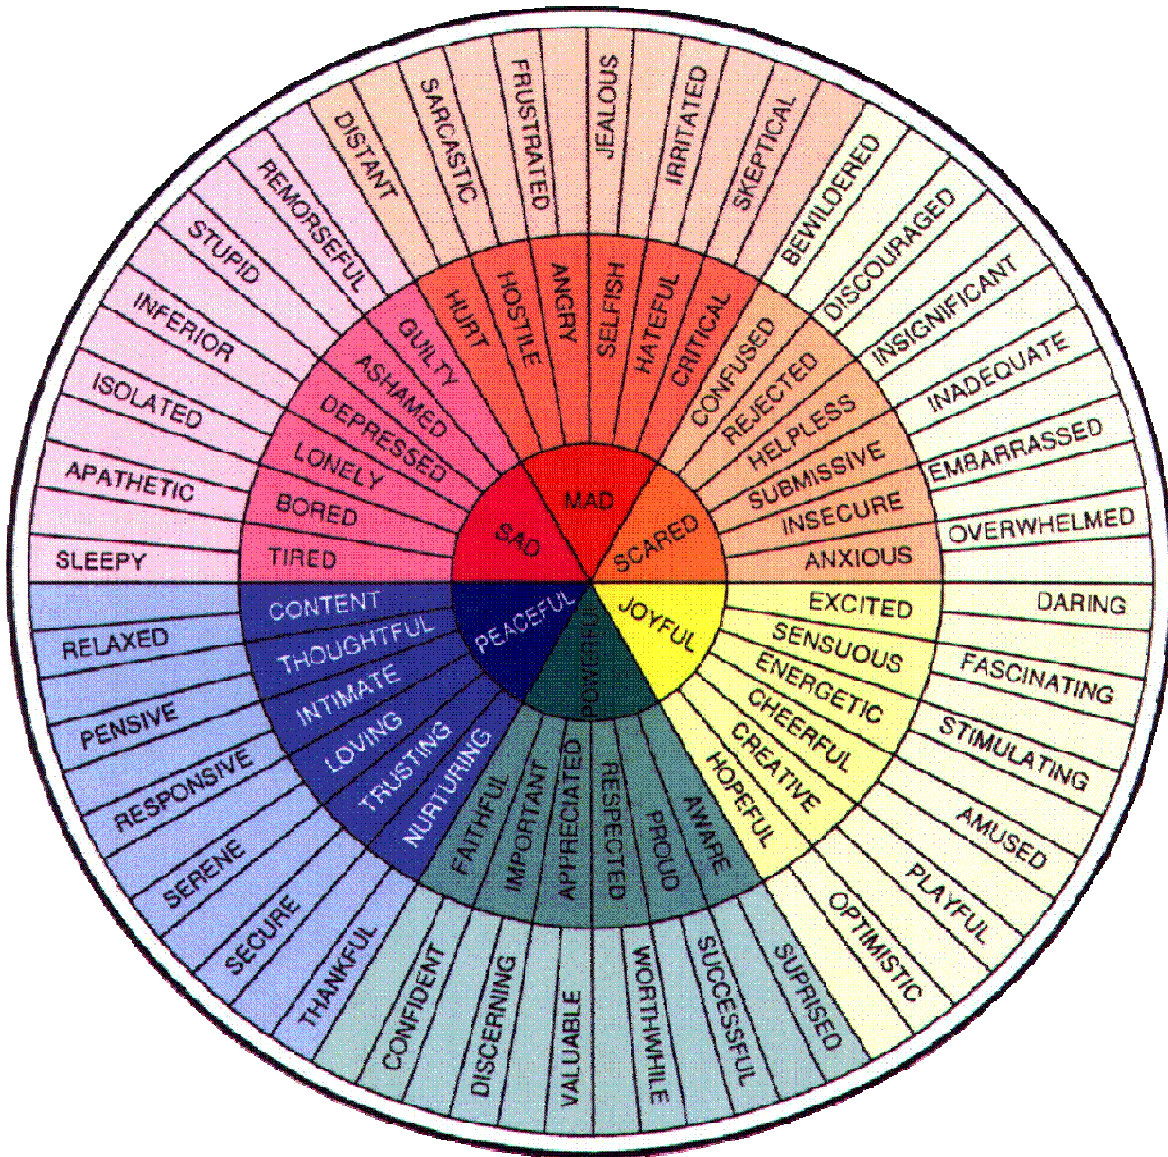 MAD
SCARED
JOYFUL
POWERFUL
PEACEFUL
SAD
HURT
HOSTILE
ANGRY
SELFISH
HATEFUL
CRITICAL
CONFUSED
REJECTED
HELPLESS
SUBMISSIVE
INSECURE
ANXIOUS
EXCITED
SENSUOUS
ENERGETIC
CHEERFUL
CREATIVE
HOPEFUL
AWARE
PROUD
RESPECTED
APPRECIATED
IMPORTANT
FAITHFUL
NURTURING
TRUSTING
LOVING
INTIMATE
THOUGHTFUL
CONTENT
TIRED
BORED
LONELY
DEPRESSED
ASHAMED
GUILTY
DISTANT
SARCASTIC
FRUSTRATED
JEALOUS
IRRITATED
SKEPTICAL
BEWILDERED
DISCOURAGED
INSIGNIFICANT
INADEQUATE
EMBARRASSED
OVERWHELMED
DARING
FASCINATING
STIMULATING
AMUSED
PLAYFUL
OPTIMISTIC
SUPRISED
SUCCESSFUL
WORTHWHILE
VALUABLE
DISCERNING
CONFIDENT
THANKFUL
SECURE
SERENE
RESPONSIVE
PENSIVE
RELAXED
SLEEPY
APATHETIC
ISOLATED
INFERIOR
STUPID
REMORSEFUL